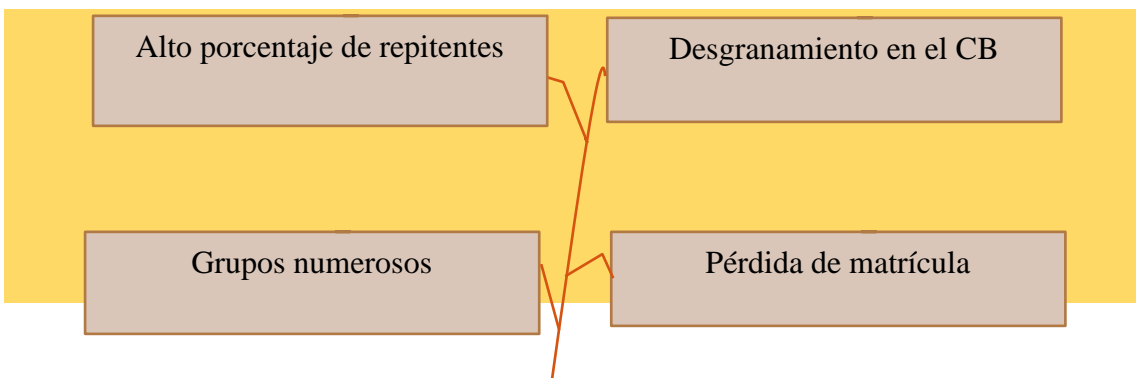 Alto porcentaje de repitentes
Desgranamiento en el CB
Grupos numerosos
Pérdida de matrícula